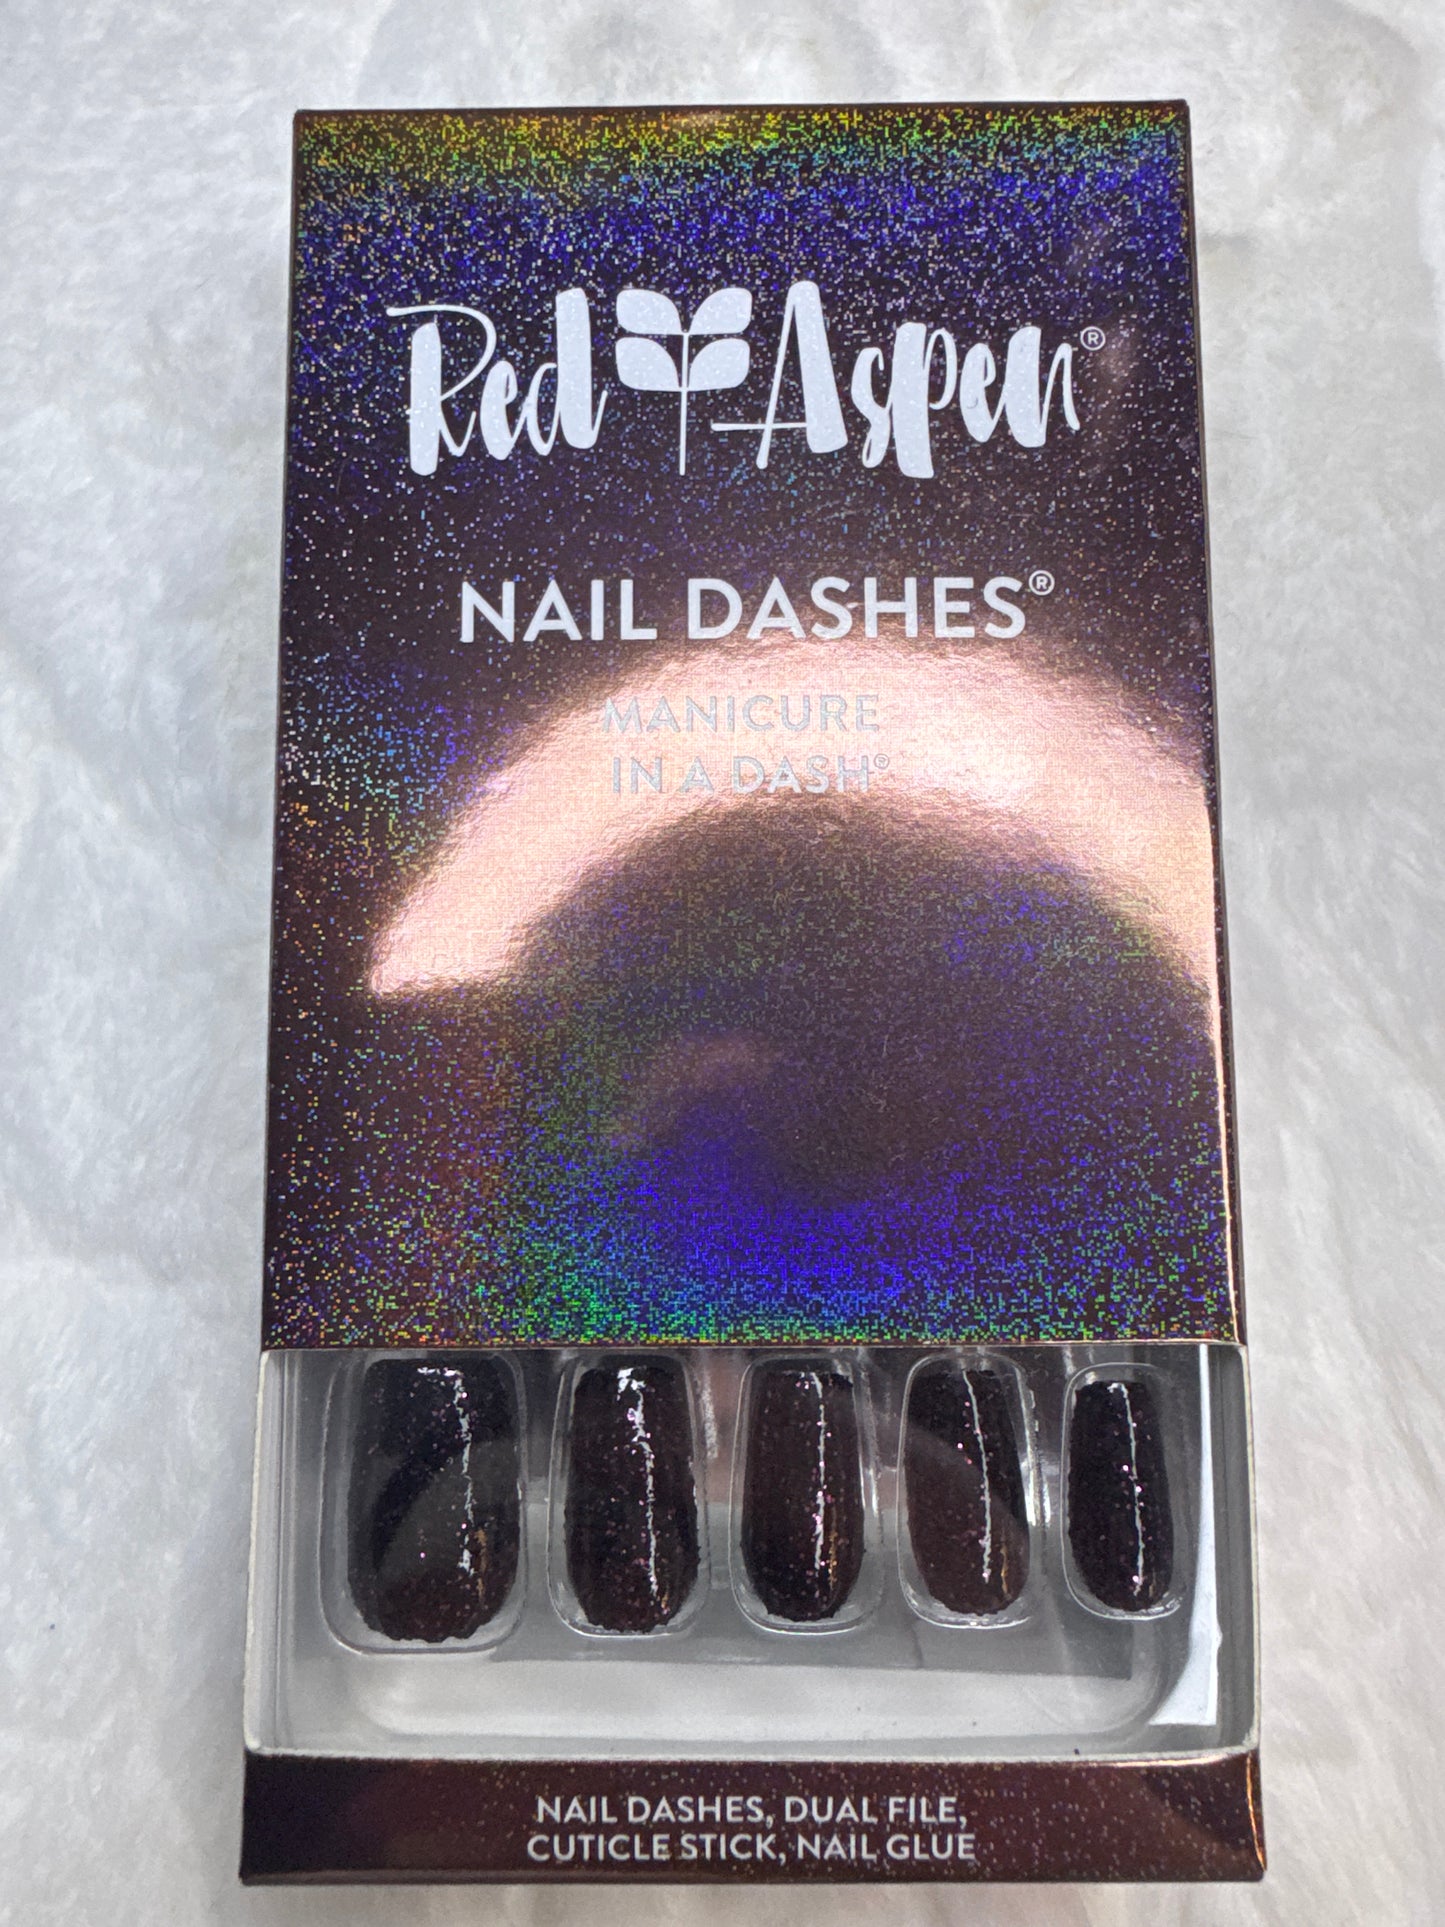 Red Aspen®
NAIL DASHES®
MANICURE
IN A DASH®
NAIL DASHES, DUAL FILE,
CUTICLE STICK, NAIL GLUE